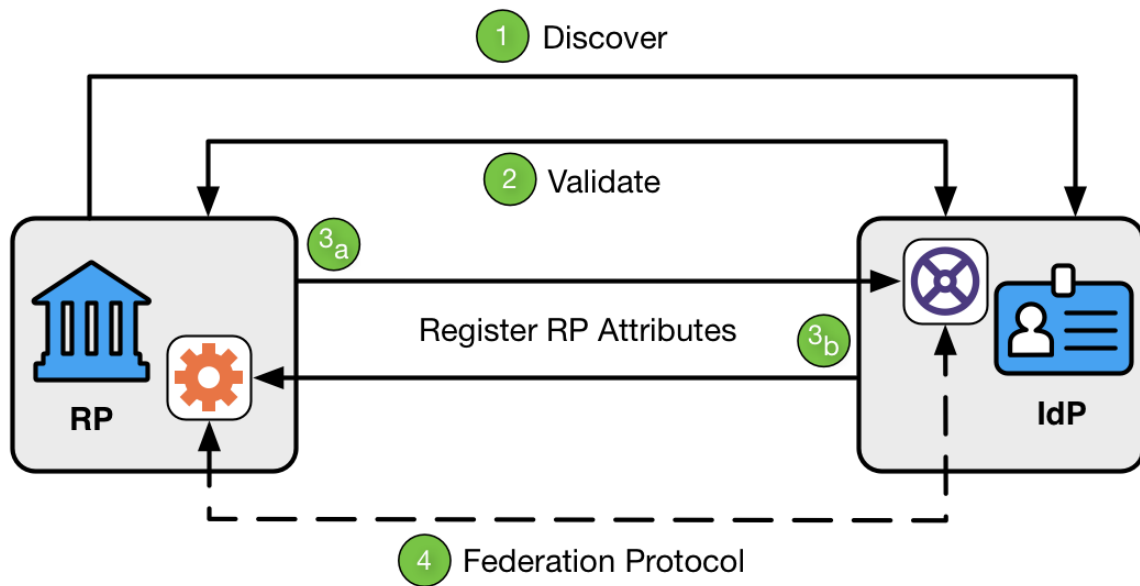 1 Discover
2 Validate
3a
Register RP Attributes
3b
RP
IdP
4 Federation Protocol